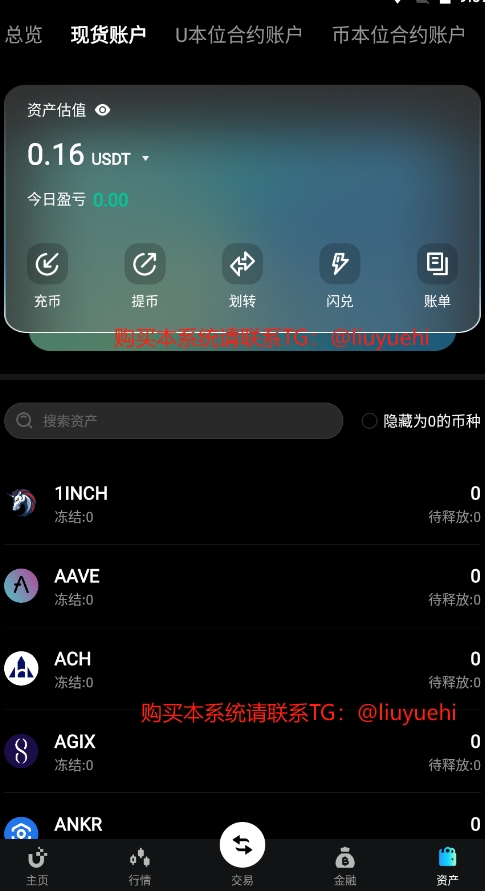 总览 现货账户 U本位合约账户 币本位合约账户
资产估值
0.16 USDT
今日盈亏 0.00
充币 提币 划转 闪兑 账单
购买本系统请联系TG：@liuyuehi
搜索资产 隐藏为0的币种
1INCH 0
冻结:0 待释放:0
AAVE 0
冻结:0 待释放:0
ACH 0
冻结:0 待释放:0
购买本系统请联系TG：@liuyuehi
AGIX 0
冻结:0 待释放:0
ANKR 0
主页 行情 交易 金融 资产